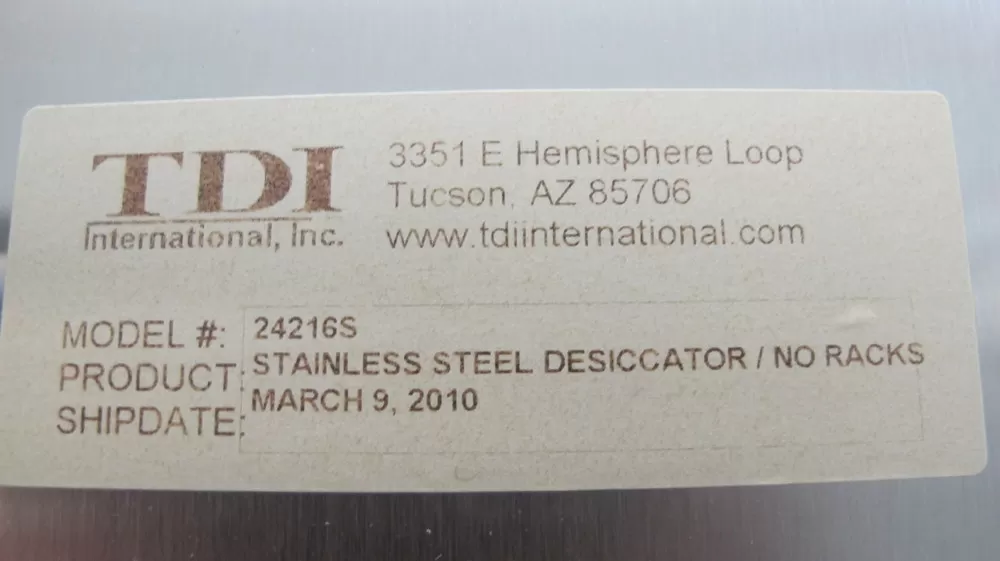 TDI
International, Inc.
3351 E Hemisphere Loop
Tucson, AZ 85706
www.tdiinternational.com
MODEL #: 24216S
PRODUCT: STAINLESS STEEL DESICCATOR / NO RACKS
SHIPDATE: MARCH 9, 2010